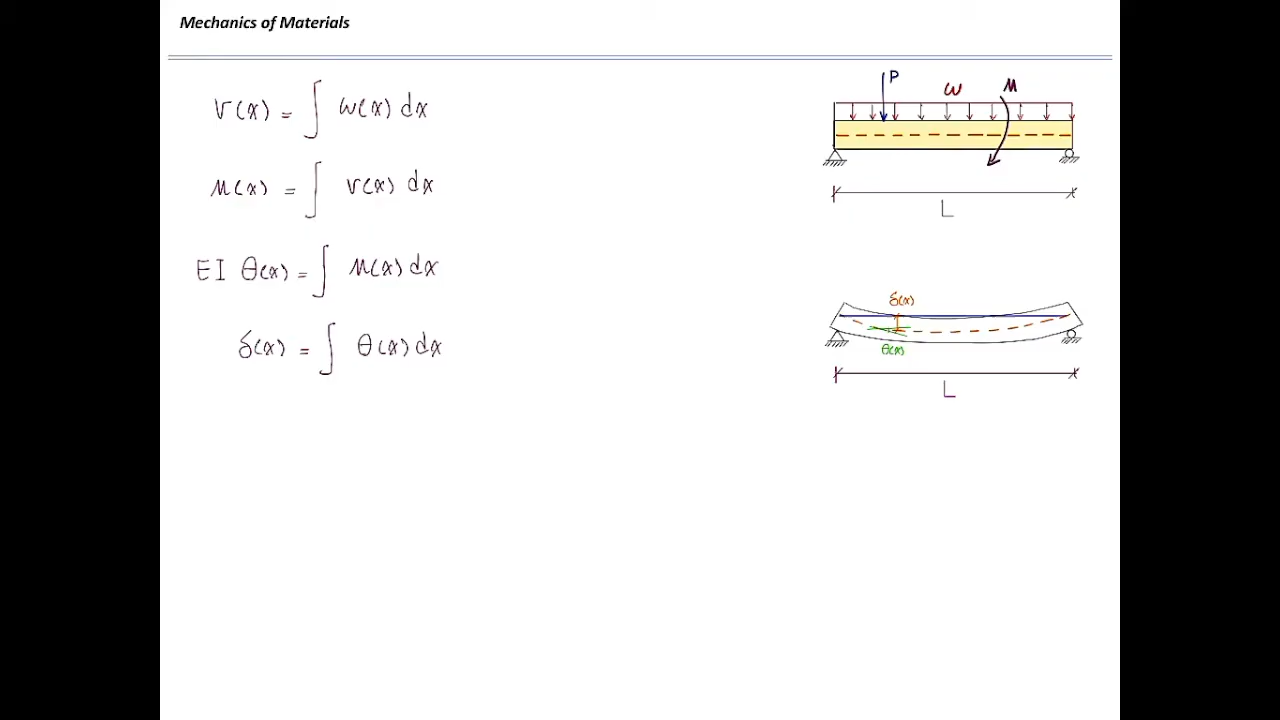 Mechanics of Materials
V(x) = ∫ w(x) dx
M(x) = ∫ V(x) dx
EI θ(x) = ∫ M(x) dx
δ(x) = ∫ θ(x) dx
P
w
M
L
δ(x)
θ(x)
L